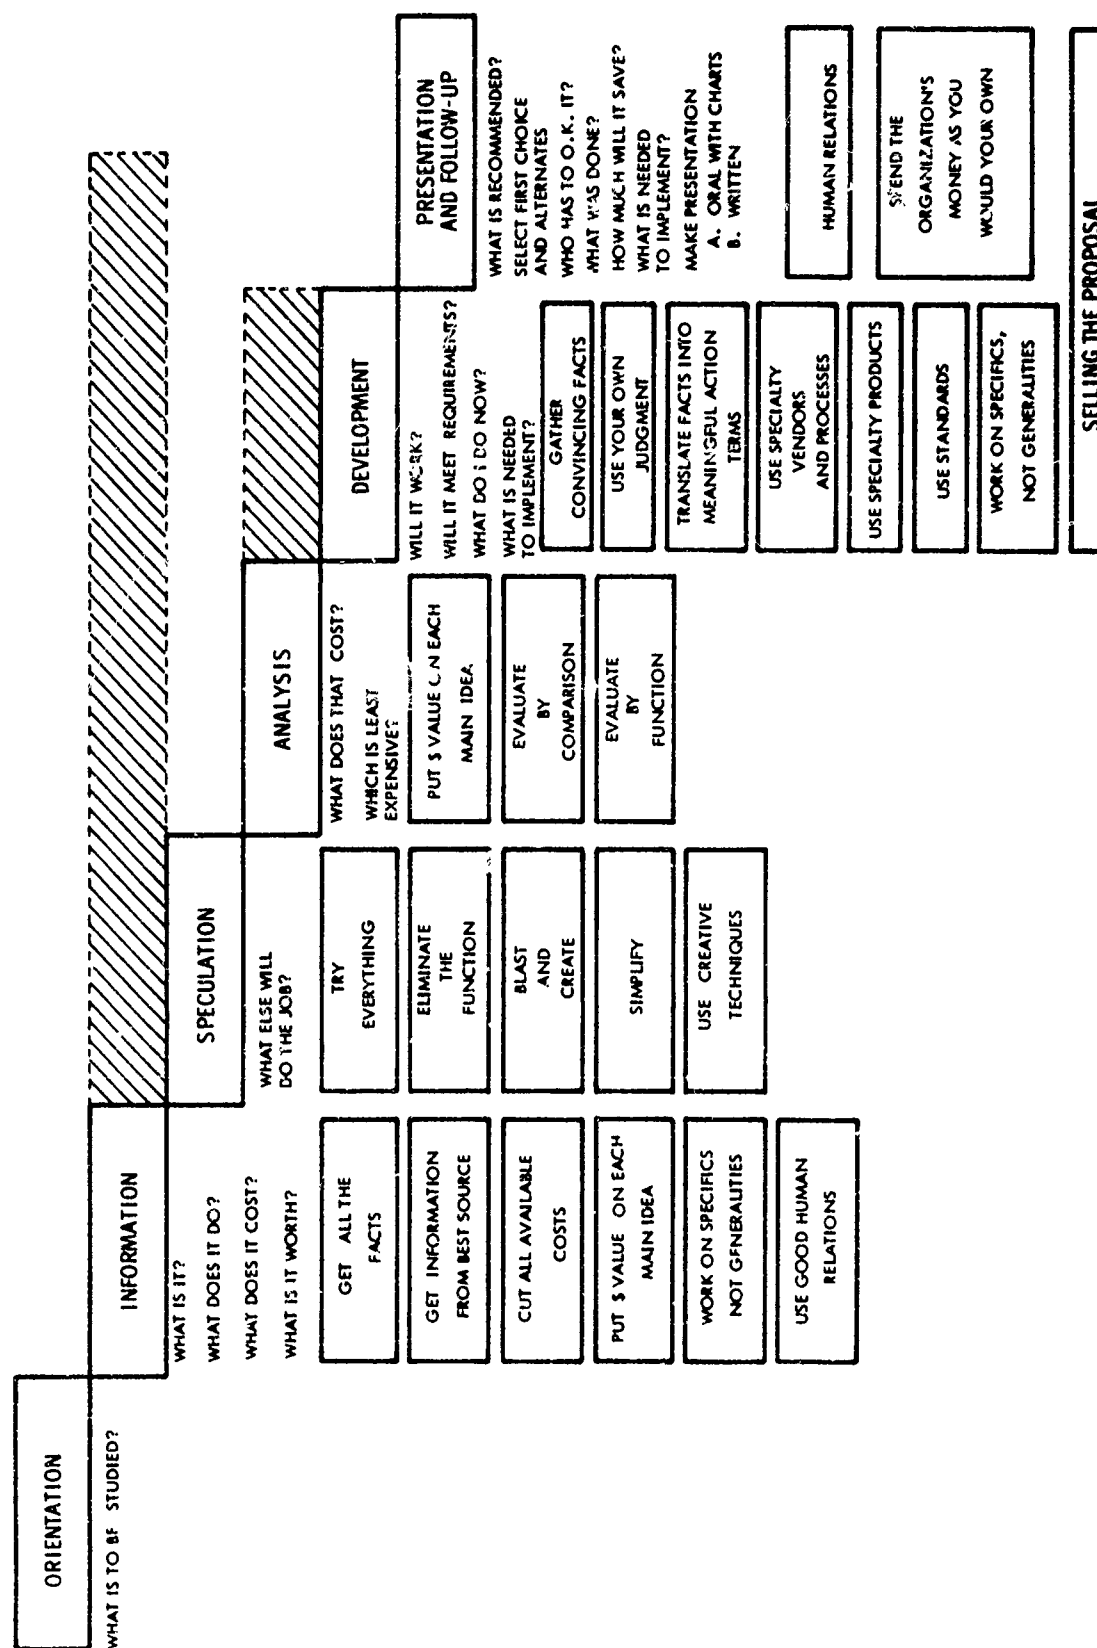 ORIENTATION
WHAT IS TO BE STUDIED?
INFORMATION
WHAT IS IT?
WHAT DOES IT DO?
WHAT DOES IT COST?
WHAT IS IT WORTH?
GET ALL THE
FACTS
GET INFORMATION
FROM BEST SOURCE
CUT ALL AVAILABLE
COSTS
PUT $ VALUE ON EACH
MAIN IDEA
WORK ON SPECIFICS
NOT GENERALITIES
USE GOOD HUMAN
RELATIONS
SPECULATION
WHAT ELSE WILL
DO THE JOB?
TRY
EVERYTHING
ELIMINATE
THE
FUNCTION
BLAST
AND
CREATE
SIMPLIFY
USE CREATIVE
TECHNIQUES
ANALYSIS
WHAT DOES THAT COST?
WHICH IS LEAST
EXPENSIVE?
PUT $ VALUE ON EACH
MAIN IDEA
EVALUATE
BY
COMPARISON
EVALUATE
BY
FUNCTION
DEVELOPMENT
WILL IT WORK?
WILL IT MEET REQUIREMENTS?
WHAT DO I DO NOW?
WHAT IS NEEDED
TO IMPLEMENT?
GATHER
CONVINCING FACTS
USE YOUR OWN
JUDGMENT
TRANSLATE FACTS INTO
MEANINGFUL ACTION
TERMS
USE SPECIALTY
VENDORS
AND PROCESSES
USE SPECIALTY PRODUCTS
USE STANDARDS
WORK ON SPECIFICS,
NOT GENERALITIES
PRESENTATION
AND FOLLOW-UP
WHAT IS RECOMMENDED?
SELECT FIRST CHOICE
AND ALTERNATES
WHO HAS TO O.K. IT?
WHAT WAS DONE?
HOW MUCH WILL IT SAVE?
WHAT IS NEEDED
TO IMPLEMENT?
MAKE PRESENTATION
A. ORAL WITH CHARTS
B. WRITTEN
HUMAN RELATIONS
SPEND THE
ORGANIZATION'S
MONEY AS YOU
WOULD YOUR OWN
SELLING THE PROPOSAL